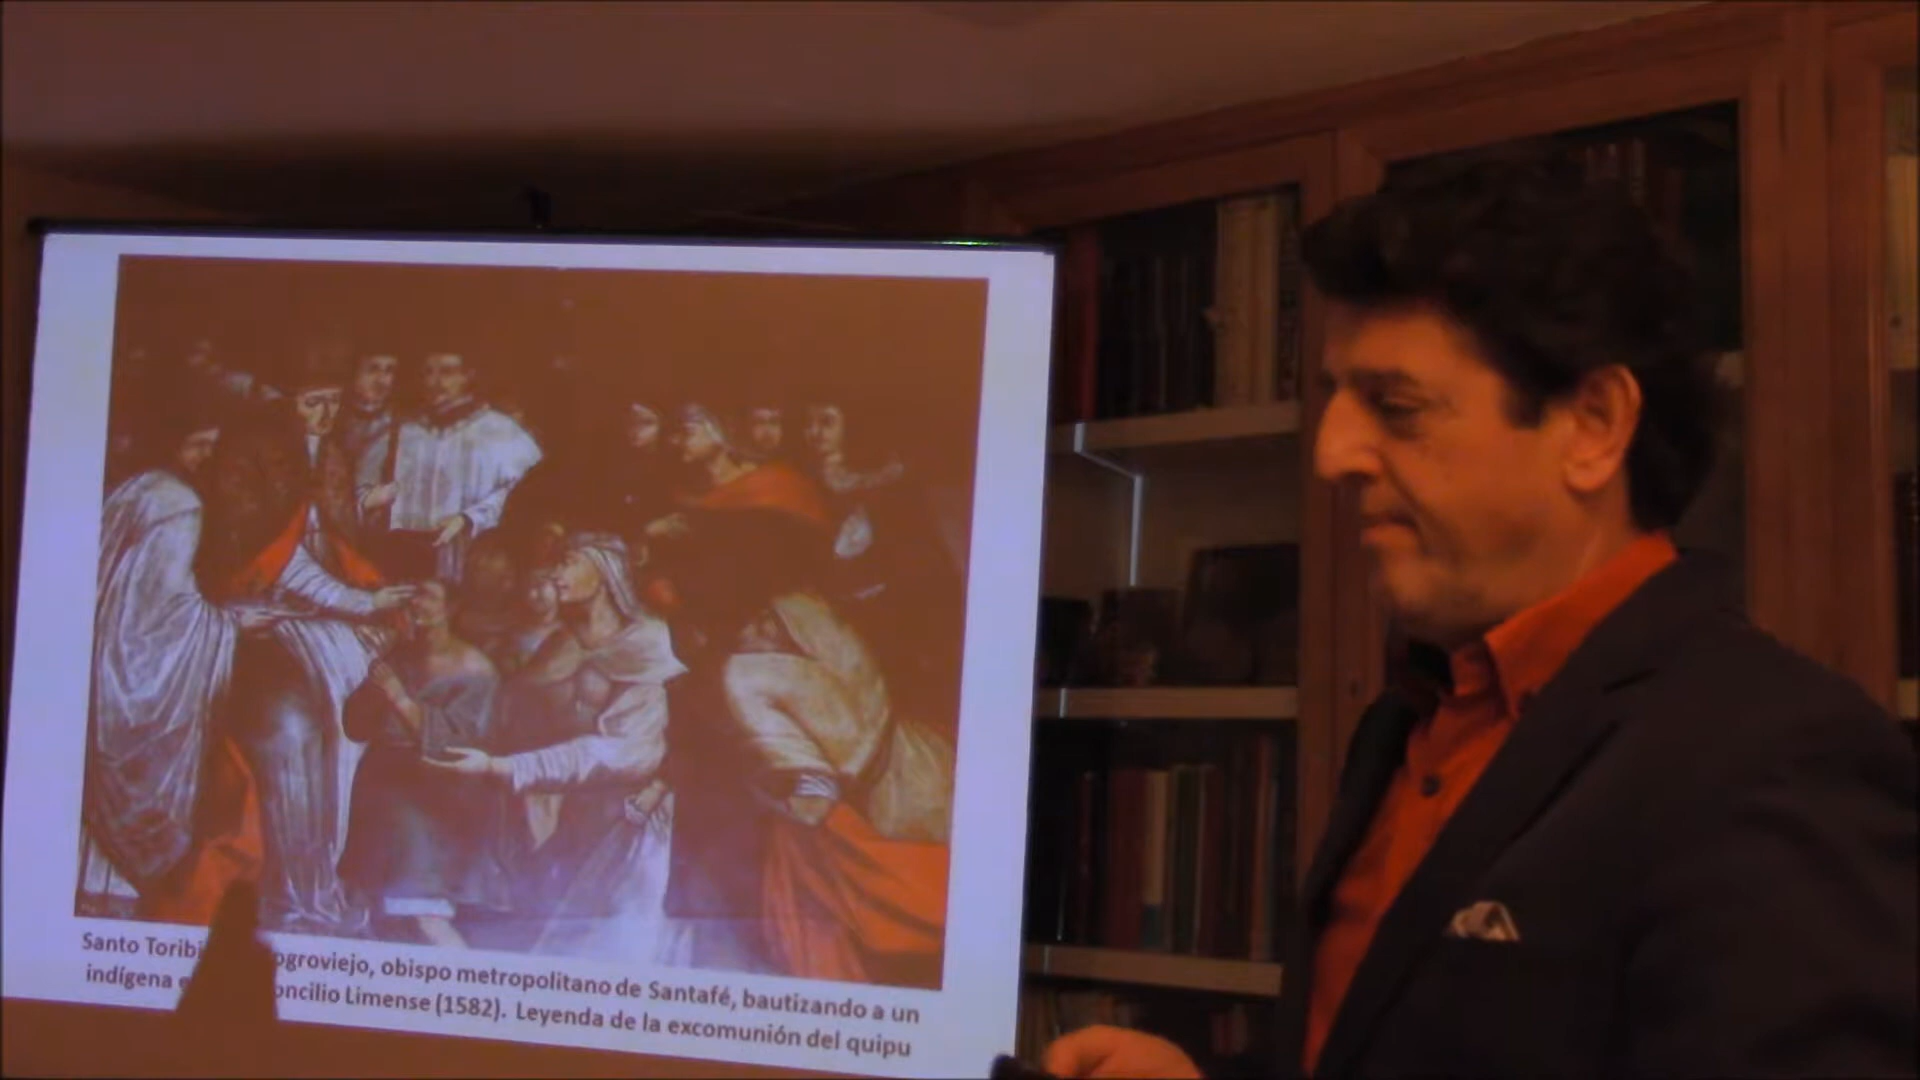 Santo Toribi ogroviejo, obispo metropolitano de Santafé, bautizando a un
indígena e oncilio Limense (1582). Leyenda de la excomunión del quipu